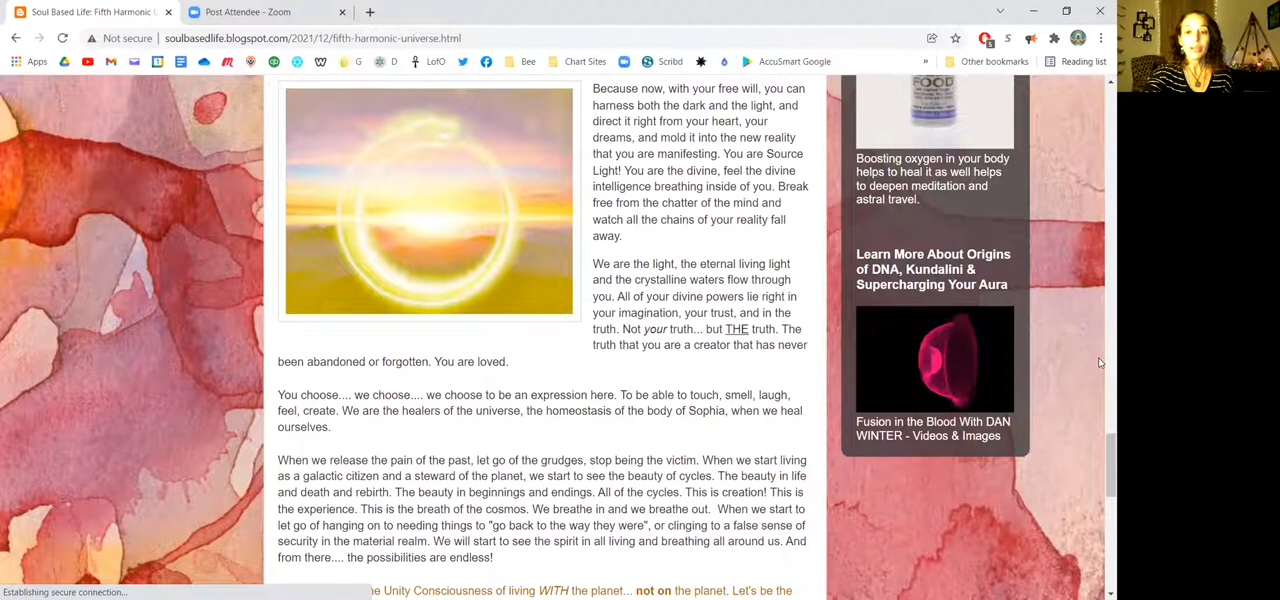 Soul Based Life: Fifth Harmonic U
Post Attendee - Zoom
Not secure | soulbasedlife.blogspot.com/2021/12/fifth-harmonic-universe.html
5
Apps
G
D
LofO
Bee
Chart Sites
Scribd
AccuSmart Google
»
Other bookmarks
Reading list
Because now, with your free will, you can
harness both the dark and the light, and
direct it right from your heart, your
dreams, and mold it into the new reality
that you are manifesting. You are Source
Light! You are the divine, feel the divine
intelligence breathing inside of you. Break
free from the chatter of the mind and
watch all the chains of your reality fall
away.
We are the light, the eternal living light
and the crystalline waters flow through
you. All of your divine powers lie right in
your imagination, your trust, and in the
truth. Not your truth... but THE truth. The
truth that you are a creator that has never
been abandoned or forgotten. You are loved.
You choose.... we choose.... we choose to be an expression here. To be able to touch, smell, laugh,
feel, create. We are the healers of the universe, the homeostasis of the body of Sophia, when we heal
ourselves.
When we release the pain of the past, let go of the grudges, stop being the victim. When we start living
as a galactic citizen and a steward of the planet, we start to see the beauty of cycles. The beauty in life
and death and rebirth. The beauty in beginnings and endings. All of the cycles. This is creation! This is
the experience. This is the breath of the cosmos. We breathe in and we breathe out. When we start to
let go of hanging on to needing things to "go back to the way they were", or clinging to a false sense of
security in the material realm. We will start to see the spirit in all living and breathing all around us. And
from there.... the possibilities are endless!
Unity Consciousness of living WITH the planet... not on the planet. Let's be the
FOOD
Boosting oxygen in your body
helps to heal it as well helps
to deepen meditation and
astral travel.
Learn More About Origins
of DNA, Kundalini &
Supercharging Your Aura
Fusion in the Blood With DAN
WINTER - Videos & Images
Establishing secure connection...